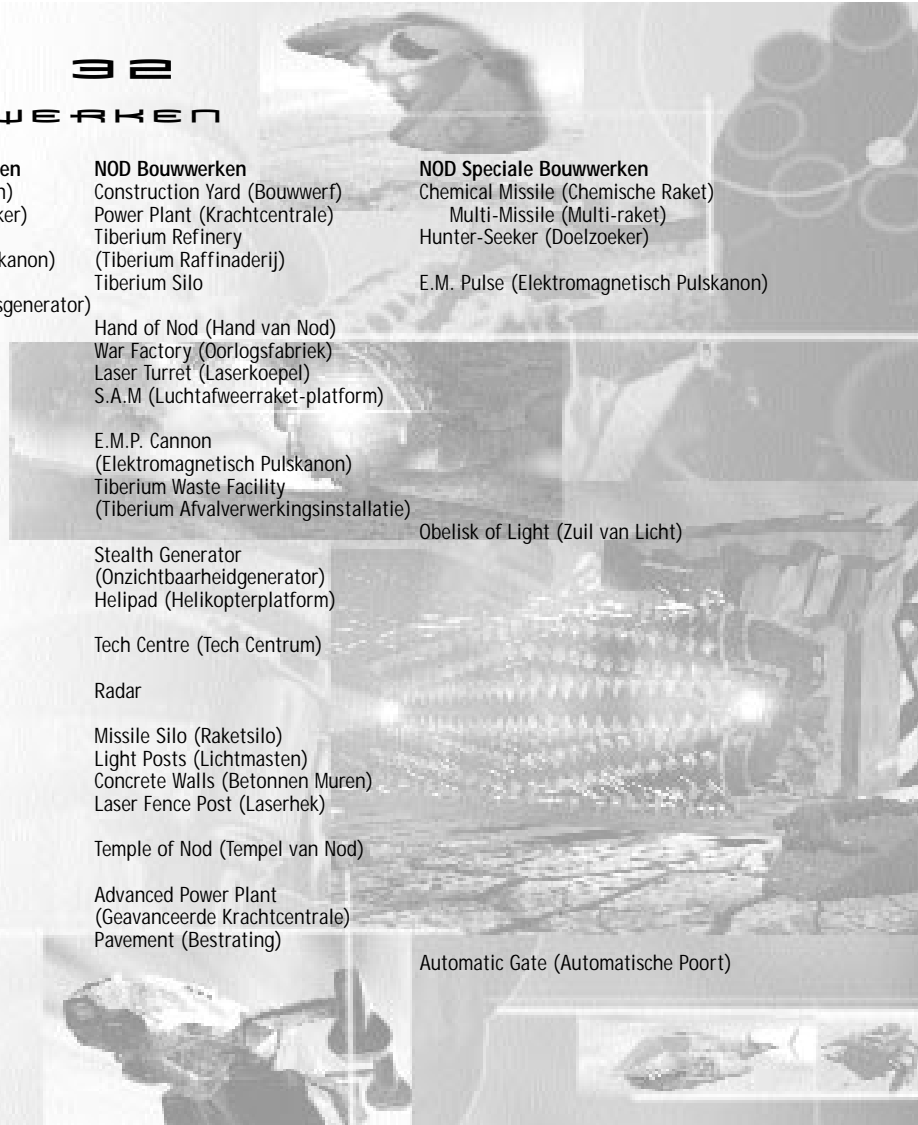 32
WERKEN
en
n)
ker)
kanon)
sgenerator)
NOD Bouwwerken
Construction Yard (Bouwwerf)
Power Plant (Krachtcentrale)
Tiberium Refinery
(Tiberium Raffinaderij)
Tiberium Silo
Hand of Nod (Hand van Nod)
War Factory (Oorlogsfabriek)
Laser Turret (Laserkoepel)
S.A.M (Luchtafweerraket-platform)
E.M.P. Cannon
(Elektromagnetisch Pulskanon)
Tiberium Waste Facility
(Tiberium Afvalverwerkingsinstallatie)
Stealth Generator
(Onzichtbaarheidgenerator)
Helipad (Helikopterplatform)
Tech Centre (Tech Centrum)
Radar
Missile Silo (Raketsilo)
Light Posts (Lichtmasten)
Concrete Walls (Betonnen Muren)
Laser Fence Post (Laserhek)
Temple of Nod (Tempel van Nod)
Advanced Power Plant
(Geavanceerde Krachtcentrale)
Pavement (Bestrating)
NOD Speciale Bouwwerken
Chemical Missile (Chemische Raket)
Multi-Missile (Multi-raket)
Hunter-Seeker (Doelzoeker)
E.M. Pulse (Elektromagnetisch Pulskanon)
Obelisk of Light (Zuil van Licht)
Automatic Gate (Automatische Poort)